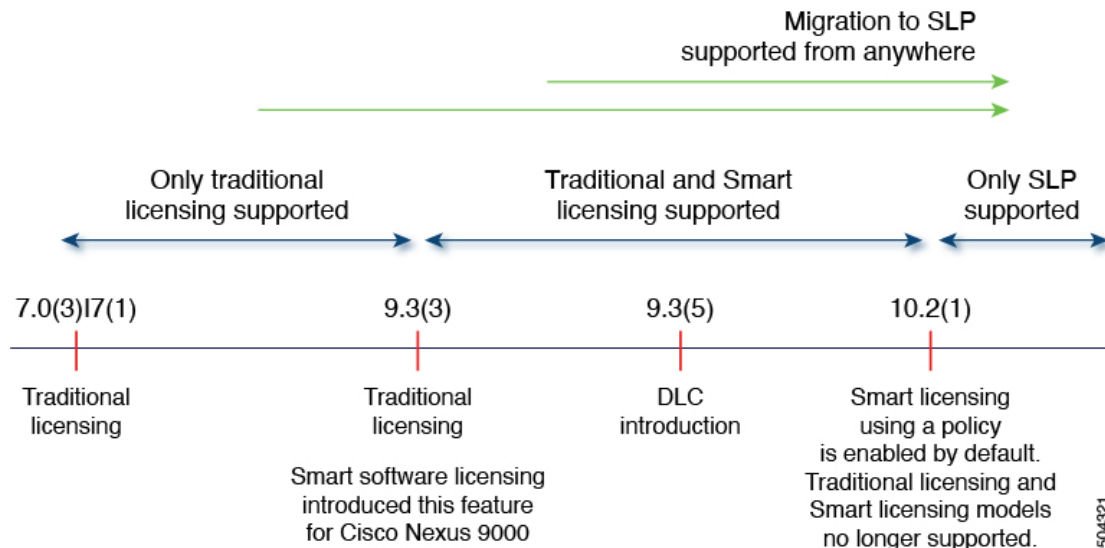 Migration to SLP
supported from anywhere
Only traditional
licensing supported
Traditional and Smart
licensing supported
Only SLP
supported
7.0(3)I7(1)
9.3(3)
9.3(5)
10.2(1)
Traditional
licensing
Traditional
licensing
Smart software licensing
introduced this feature
for Cisco Nexus 9000
DLC
introduction
Smart licensing
using a policy
is enabled by default.
Traditional licensing and
Smart licensing models
no longer supported.
504321